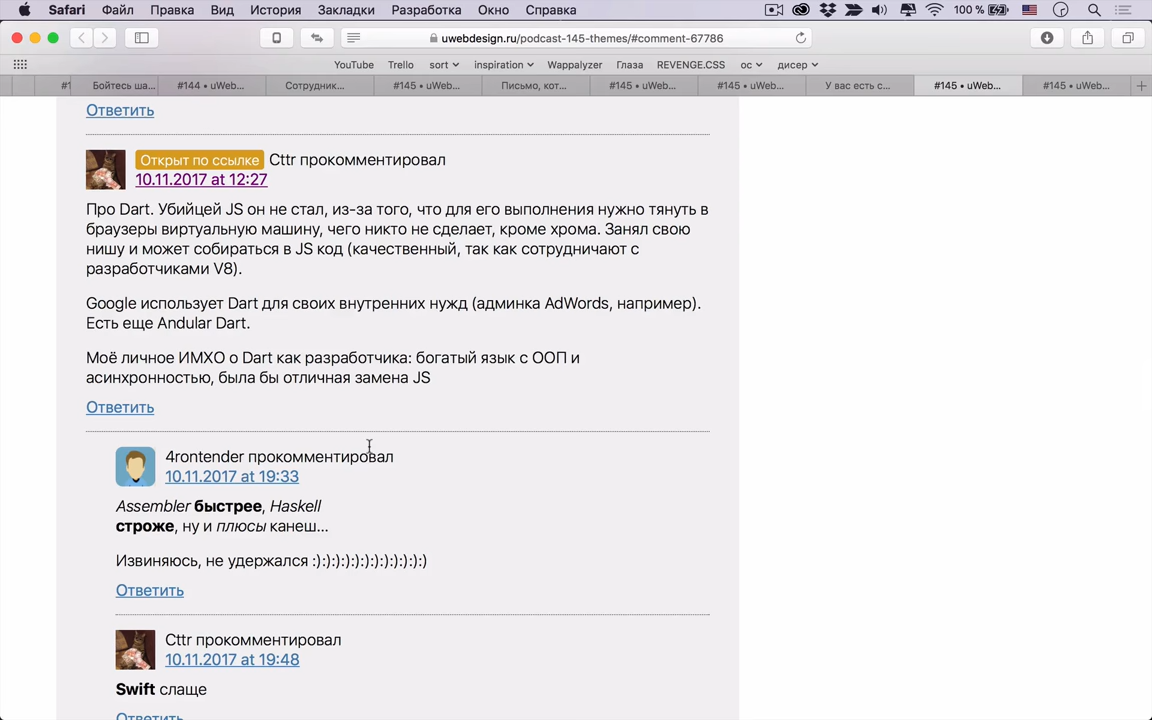 Safari Файл Правка Вид История Закладки Разработка Окно Справка 100 %
uwebdesign.ru/podcast-145-themes/#comment-67786
YouTube Trello sort inspiration Wappalyzer Глаза REVENGE.CSS ос дисер
#1 Бойтесь ша... #144 • uWeb... Сотрудник... #145 • uWeb... Письмо, кот... #145 • uWeb... #145 • uWeb... У вас есть с... #145 • uWeb... #145 • uWeb...
Ответить
Открыт по ссылке Cttr прокомментировал
10.11.2017 at 12:27
Про Dart. Убийцей JS он не стал, из-за того, что для его выполнения нужно тянуть в
браузеры виртуальную машину, чего никто не сделает, кроме хрома. Занял свою
нишу и может собираться в JS код (качественный, так как сотрудничают с
разработчиками V8).
Google использует Dart для своих внутренних нужд (админка AdWords, например).
Есть еще Andular Dart.
Моё личное ИМХО о Dart как разработчика: богатый язык с ООП и
асинхронностью, была бы отличная замена JS
Ответить
4rontender прокомментировал
10.11.2017 at 19:33
Assembler быстрее, Haskell
строже, ну и плюсы канеш...
Извиняюсь, не удержался :):):):):):):):):):):):)
Ответить
Cttr прокомментировал
10.11.2017 at 19:48
Swift слаще
Ответить